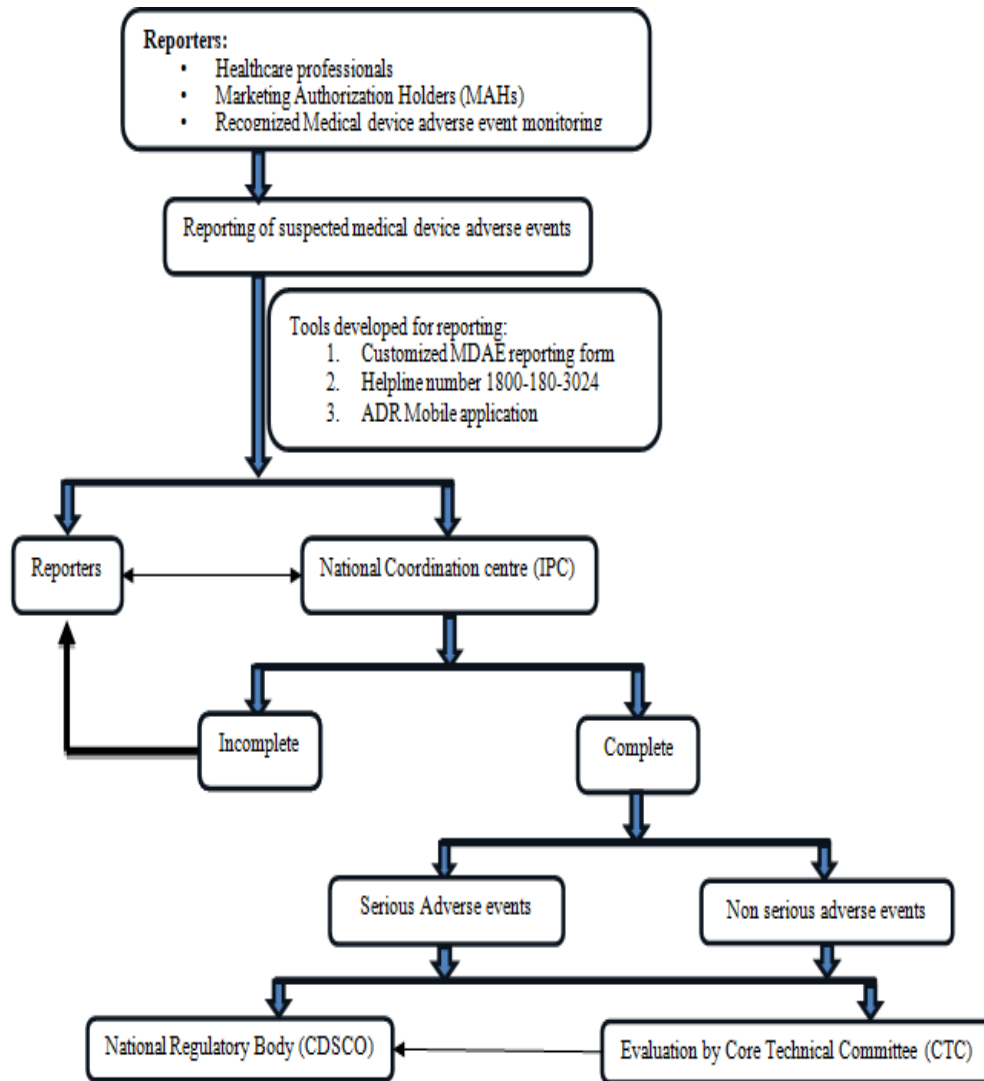 Reporters:
• Healthcare professionals
• Marketing Authorization Holders (MAHs)
• Recognized Medical device adverse event monitoring
Reporting of suspected medical device adverse events
Tools developed for reporting:
1. Customized MDAE reporting form
2. Helpline number 1800-180-3024
3. ADR Mobile application
Reporters
National Coordination centre (IPC)
Incomplete
Complete
Serious Adverse events
Non serious adverse events
National Regulatory Body (CDSCO)
Evaluation by Core Technical Committee (CTC)